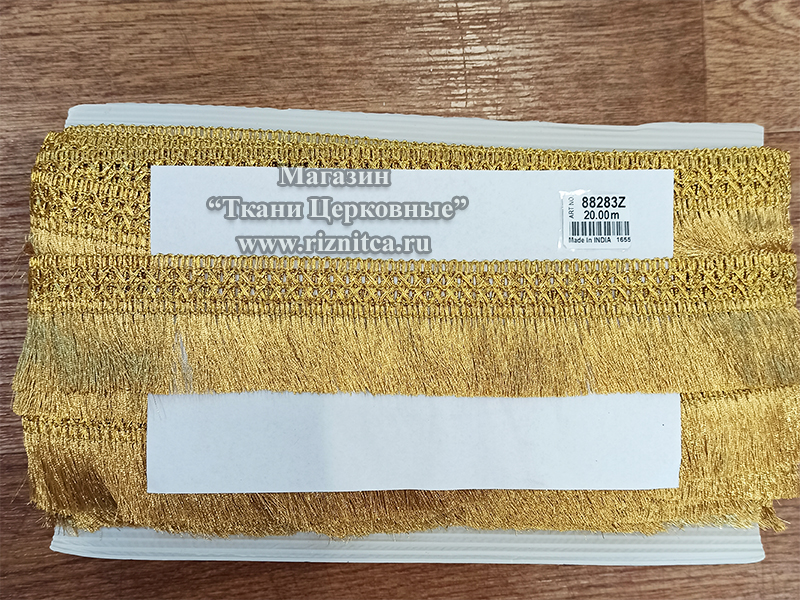 Магазин
“Ткани Церковные”
www.riznitca.ru
ART NO 88283Z
20.00m
Made in INDIA 1655